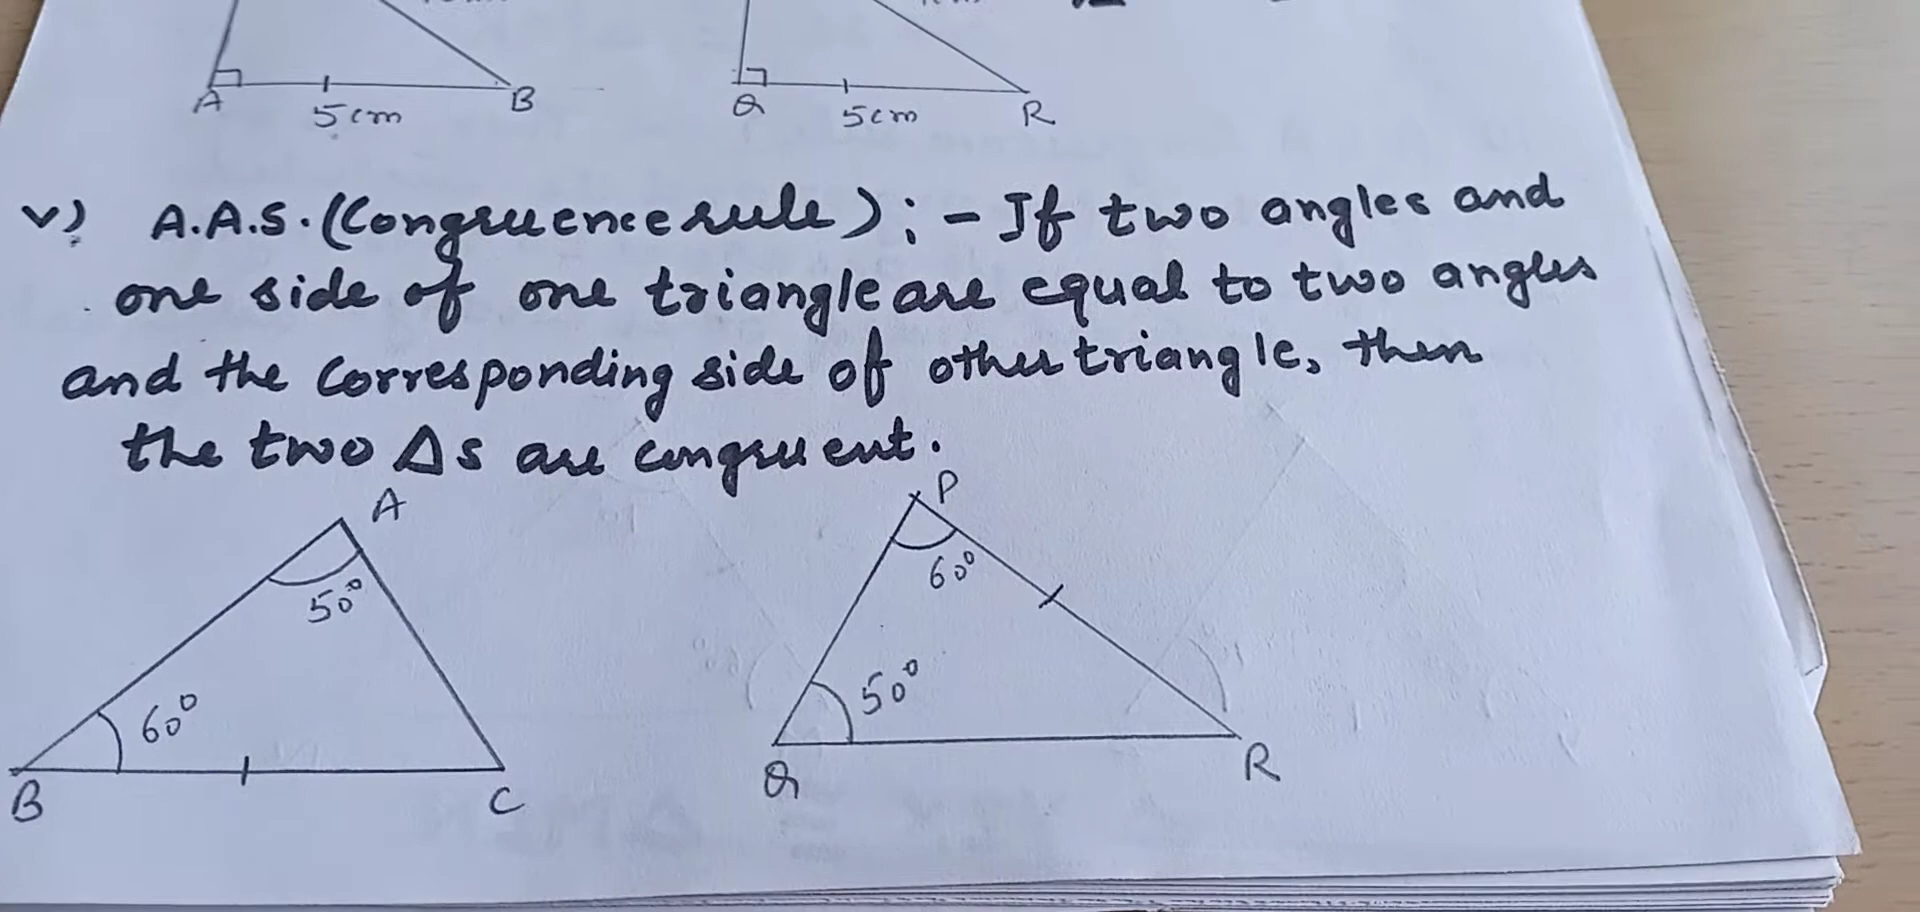 A
5cm
B
Q
5cm
R
v) A.A.S. (Congruence rule) ; - If two angles and
one side of one triangle are equal to two angles
and the corresponding side of other triangle, then
the two Δs are congruent.
A
50°
60°
B
C
P
60°
50°
Q
R